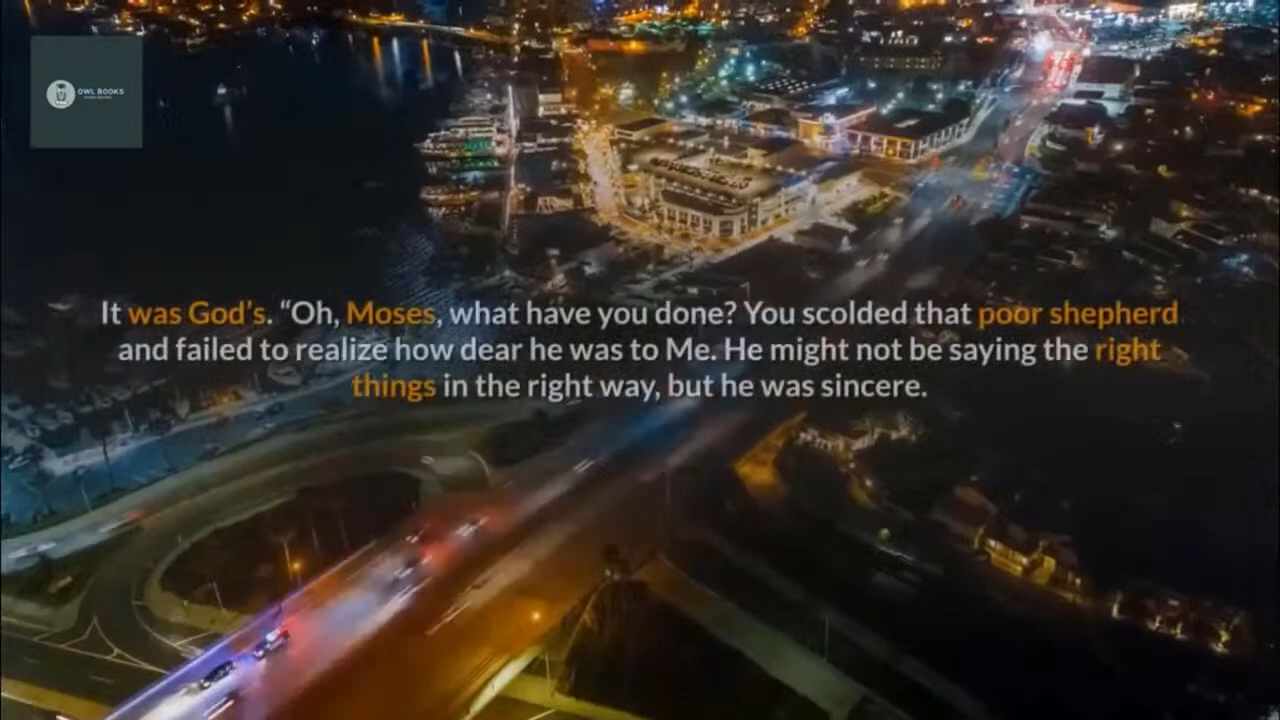 OWL BOOKS
It was God's. “Oh, Moses, what have you done? You scolded that poor shepherd
and failed to realize how dear he was to Me. He might not be saying the right
things in the right way, but he was sincere.